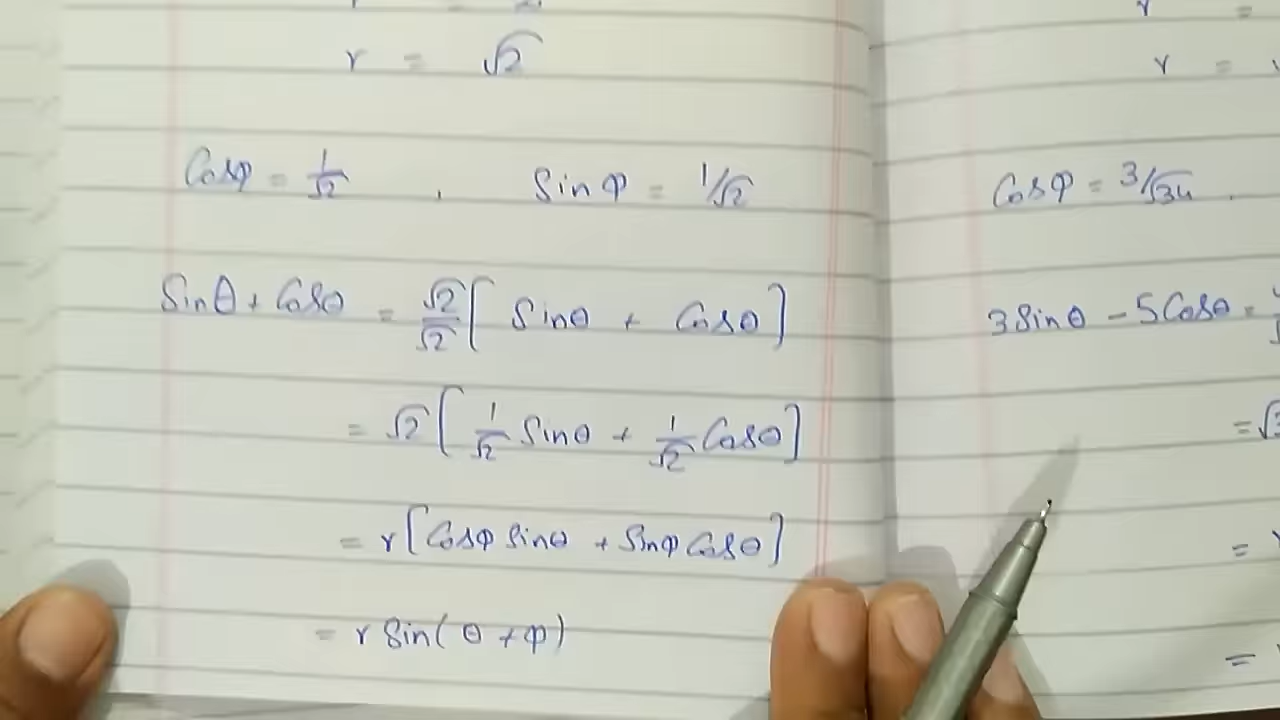 r = √2
Cosφ = 1/√2 , Sinφ = 1/√2
Sinθ + Cosθ = √2/√2 [ Sinθ + Cosθ ]
= √2 [ 1/√2 Sinθ + 1/√2 Cosθ ]
= r [ Cosφ Sinθ + Sinφ Cosθ ]
= r Sin( θ + φ )
r =
r =
Cosφ = 3/√34 .
3Sinθ - 5Cosθ =
= √3
=
=